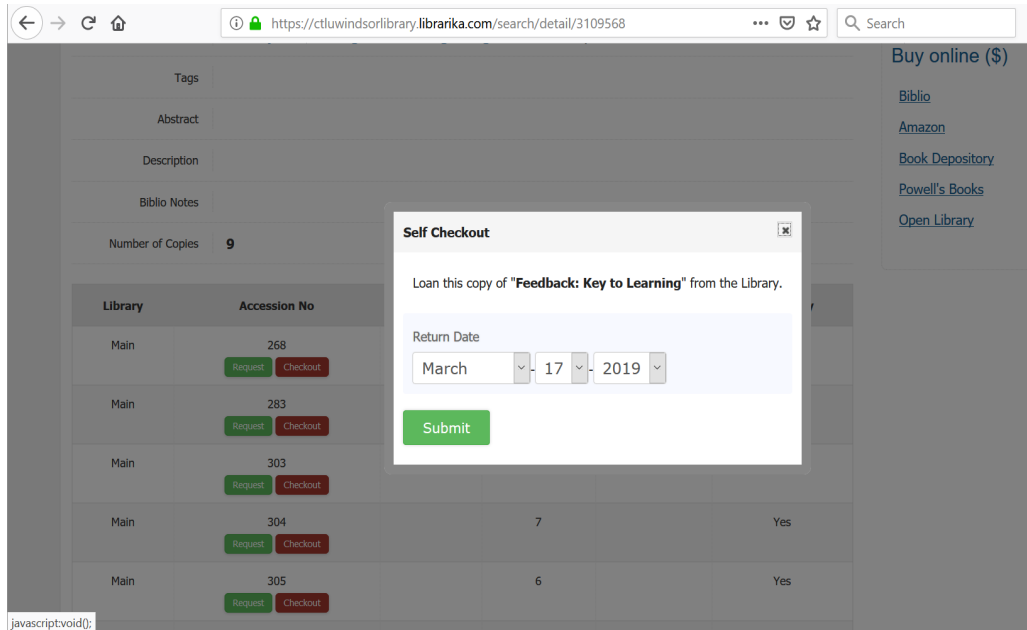 https://ctluwindsorlibrary.librarika.com/search/detail/3109568
Search
Buy online ($)
Biblio
Amazon
Book Depository
Powell's Books
Open Library
Tags
Abstract
Description
Biblio Notes
Number of Copies 9
Library Accession No
Main 268
Request Checkout
Main 283
Request Checkout
Main 303
Request Checkout
Main 304 7 Yes
Request Checkout
Main 305 6 Yes
Request Checkout
Self Checkout
Loan this copy of "Feedback: Key to Learning" from the Library.
Return Date
March - 17 - 2019
Submit
javascript:void();